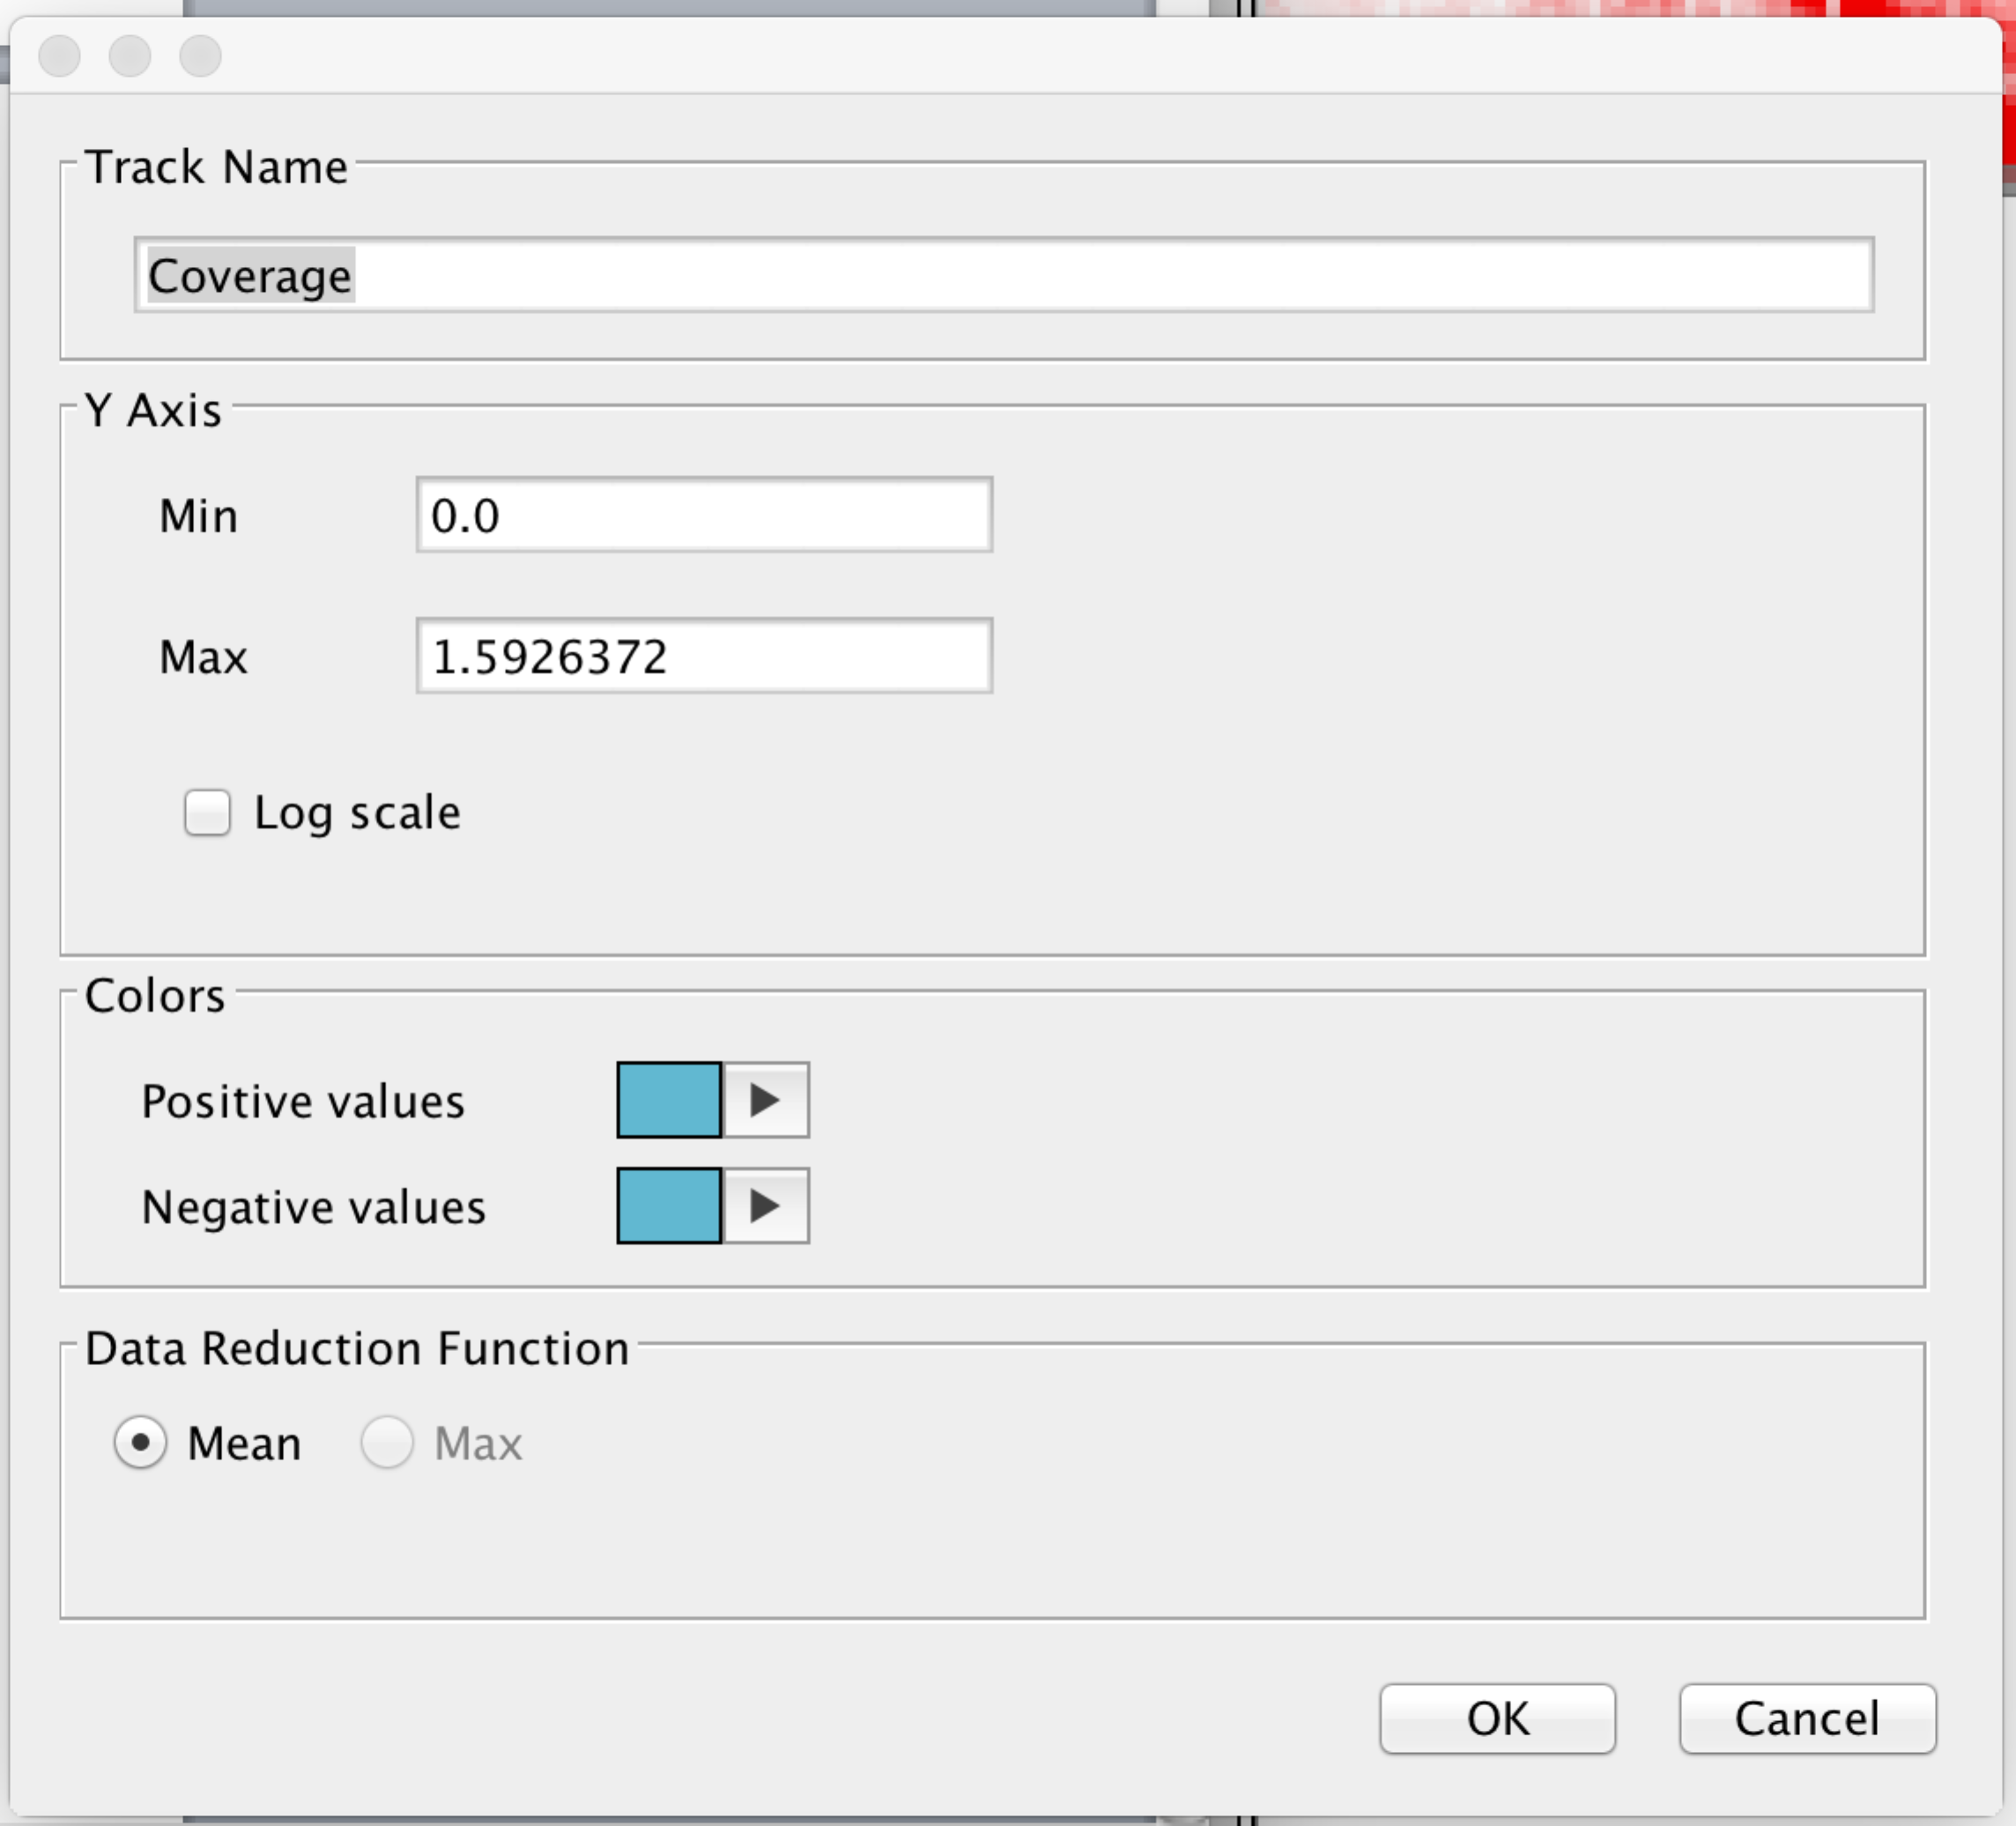 Track Name
Coverage
Y Axis
Min 0.0
Max 1.5926372
Log scale
Colors
Positive values
Negative values
Data Reduction Function
Mean Max
OK Cancel